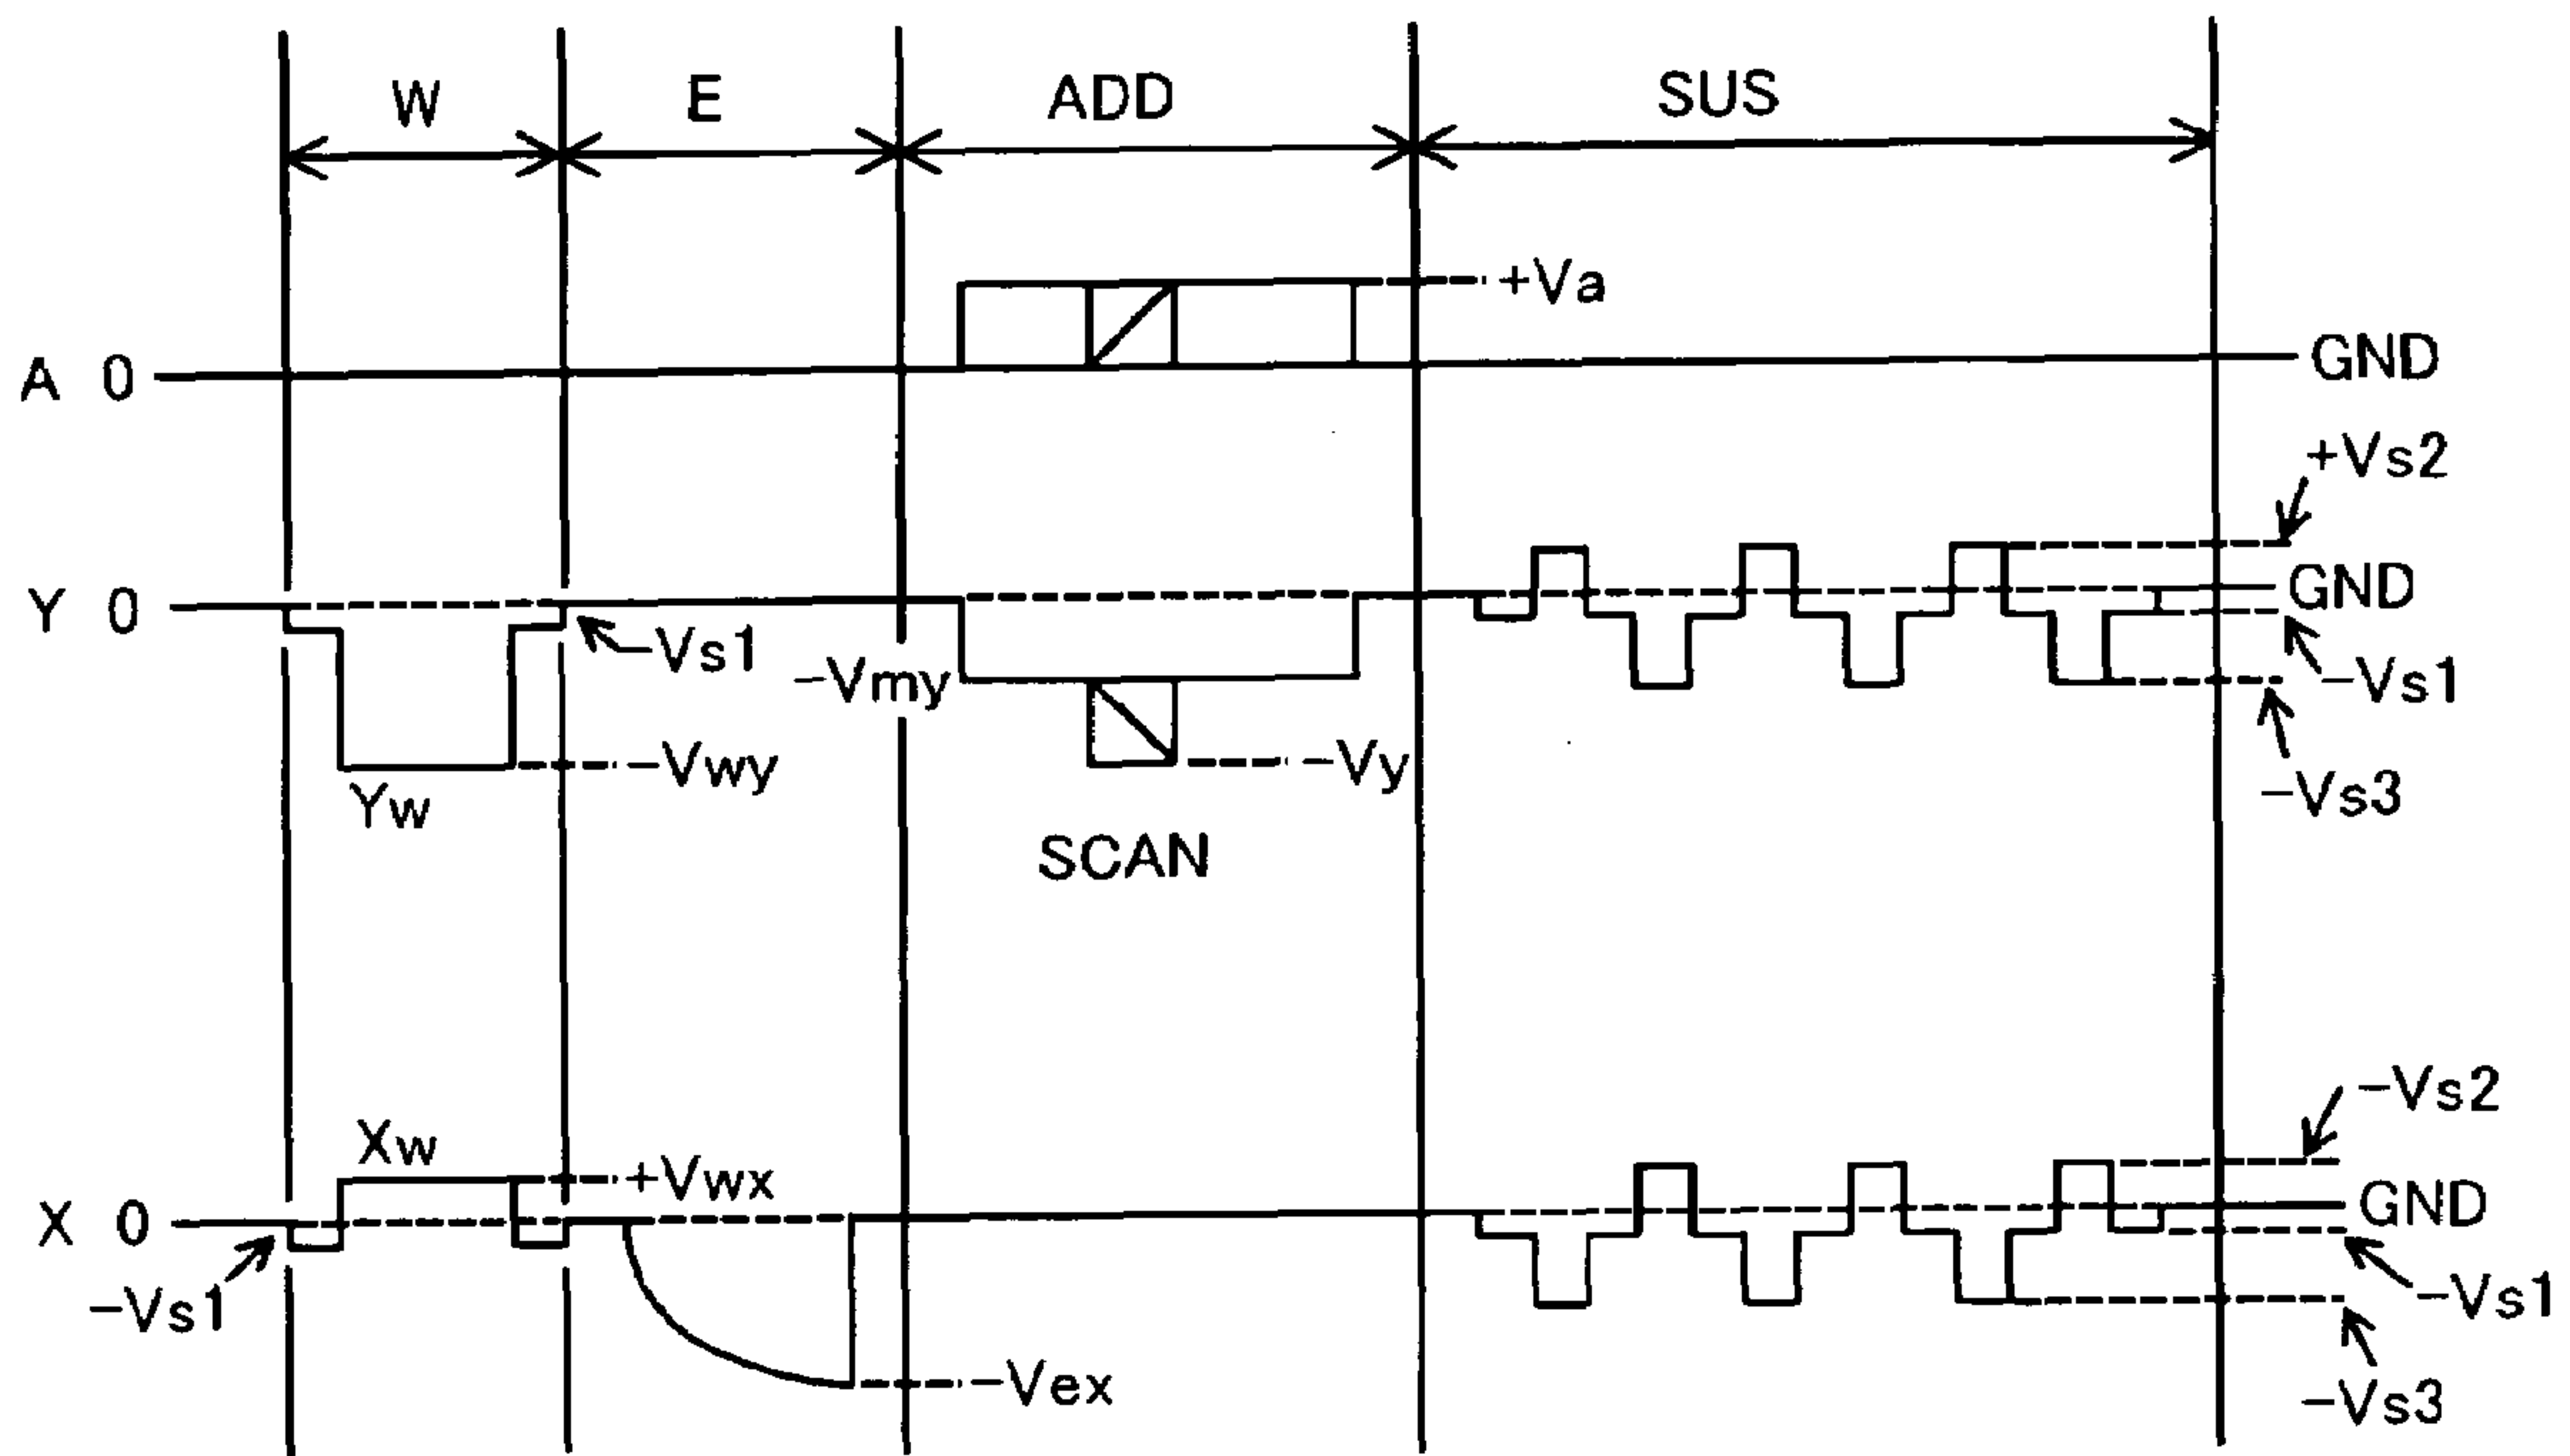 W E ADD SUS
+Va
A 0 GND
+Vs2
Y 0 GND
-Vs1 -Vmy -Vs1
-Vwy -Vy -Vs3
Yw
SCAN
-Vs2
Xw
+Vwx
X 0 GND
-Vs1 -Vs1
-Vex -Vs3